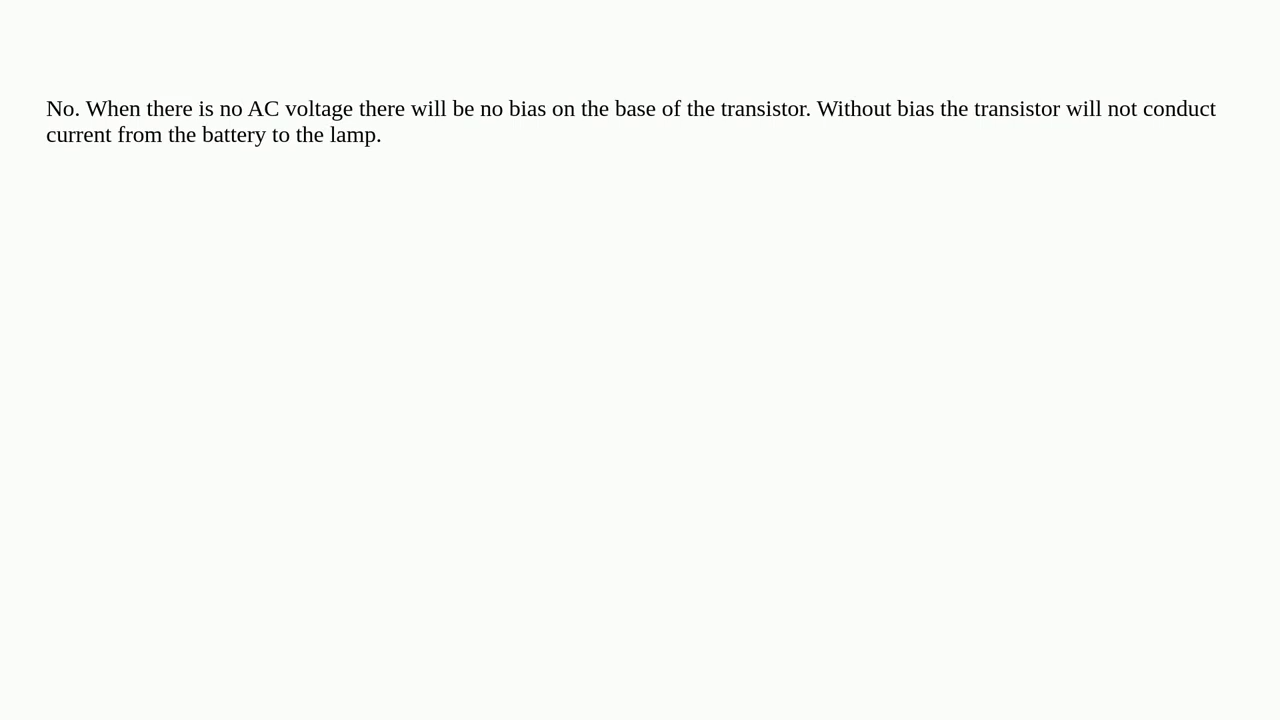 No. When there is no AC voltage there will be no bias on the base of the transistor. Without bias the transistor will not conduct
current from the battery to the lamp.